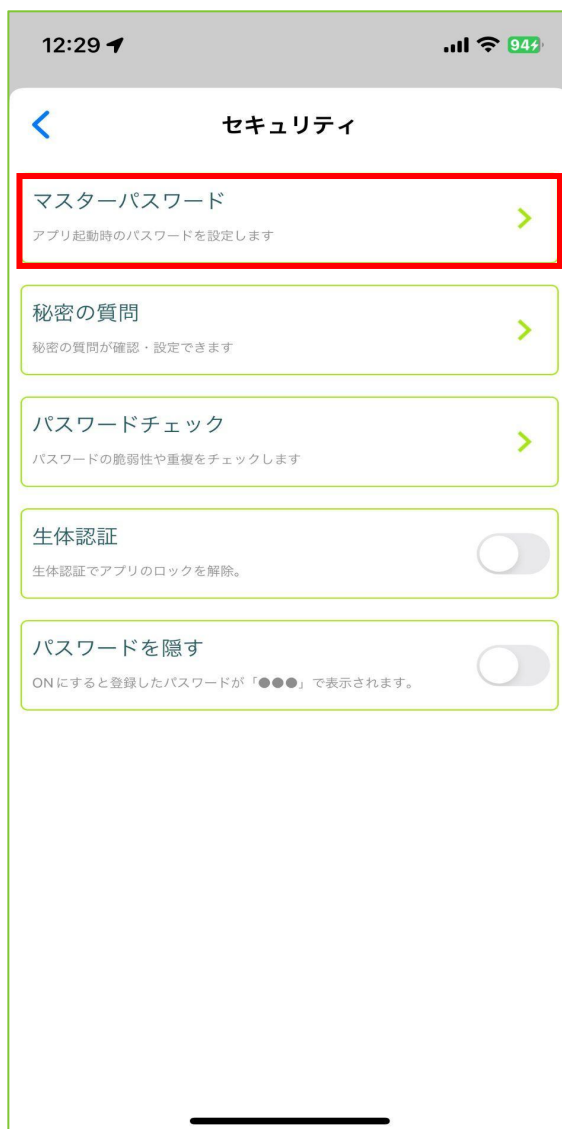 12:29
94
セキュリティ
マスターパスワード
アプリ起動時のパスワードを設定します
秘密の質問
秘密の質問が確認・設定できます
パスワードチェック
パスワードの脆弱性や重複をチェックします
生体認証
生体認証でアプリのロックを解除。
パスワードを隠す
ONにすると登録したパスワードが「●●●」で表示されます。